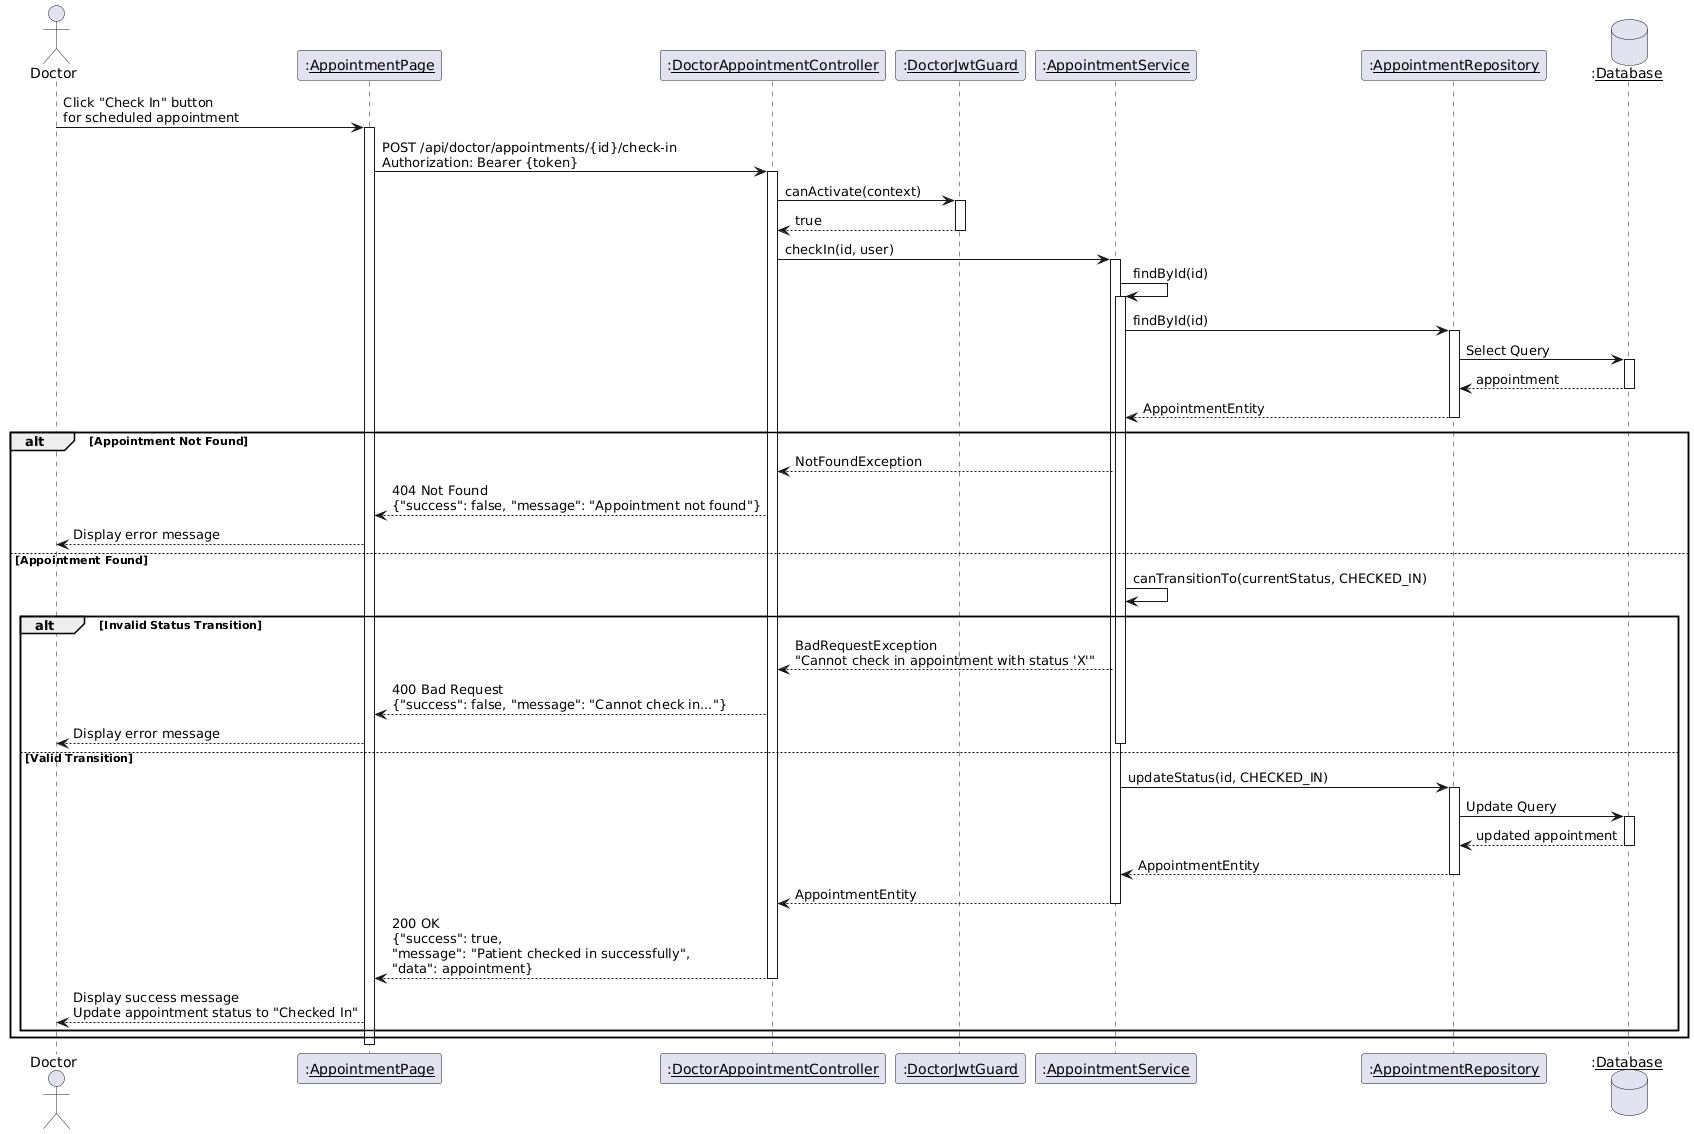 Doctor
:AppointmentPage
:DoctorAppointmentController
:DoctorJwtGuard
:AppointmentService
:AppointmentRepository
:Database
Click "Check In" button
for scheduled appointment
POST /api/doctor/appointments/{id}/check-in
Authorization: Bearer {token}
canActivate(context)
true
checkIn(id, user)
findById(id)
findById(id)
Select Query
appointment
AppointmentEntity
alt [Appointment Not Found]
NotFoundException
404 Not Found
{"success": false, "message": "Appointment not found"}
Display error message
[Appointment Found]
canTransitionTo(currentStatus, CHECKED_IN)
alt [Invalid Status Transition]
BadRequestException
"Cannot check in appointment with status 'X'"
400 Bad Request
{"success": false, "message": "Cannot check in..."}
Display error message
[Valid Transition]
updateStatus(id, CHECKED_IN)
Update Query
updated appointment
AppointmentEntity
AppointmentEntity
200 OK
{"success": true,
"message": "Patient checked in successfully",
"data": appointment}
Display success message
Update appointment status to "Checked In"
Doctor
:AppointmentPage
:DoctorAppointmentController
:DoctorJwtGuard
:AppointmentService
:AppointmentRepository
:Database